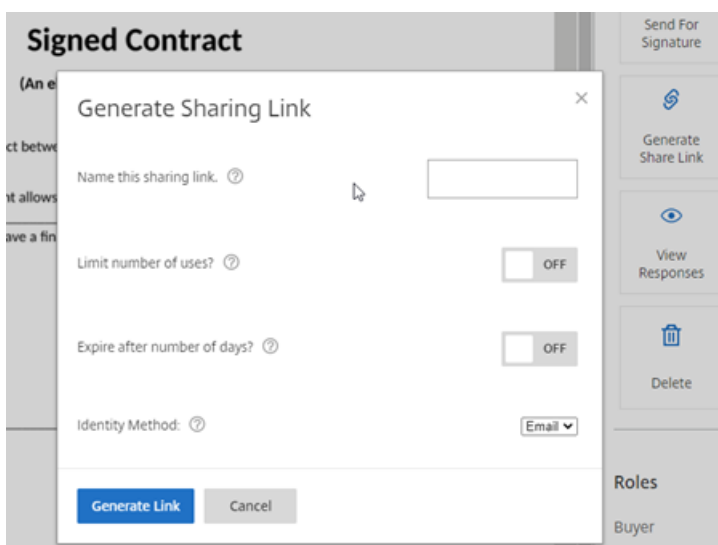 Signed Contract
(An e
ct betwe
nt allows
ave a fin
Generate Sharing Link
Name this sharing link.
Limit number of uses?
OFF
Expire after number of days?
OFF
Identity Method:
Email
Generate Link
Cancel
Send For
Signature
Generate
Share Link
View
Responses
Delete
Roles
Buyer